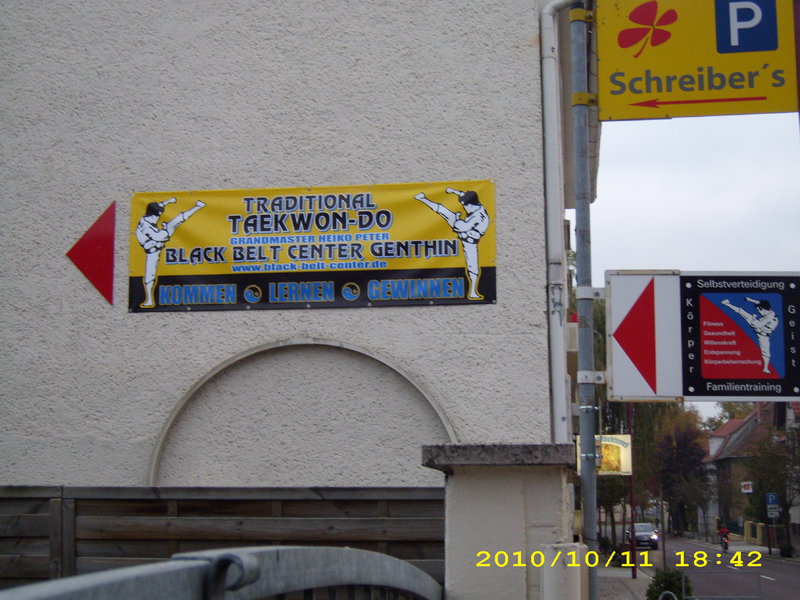 P
Schreiber´s
TRADITIONAL
TAEKWON-DO
GRANDMASTER HEIKO PETER
BLACK BELT CENTER GENTHIN
www.black-belt-center.de
KOMMEN LERNEN GEWINNEN
Selbstverteidigung
Körper
Geist
Fitness
Gesundheit
Willenskraft
Entspannung
Körperbeherrschung
Familientraining
P
2010/10/11 18:42